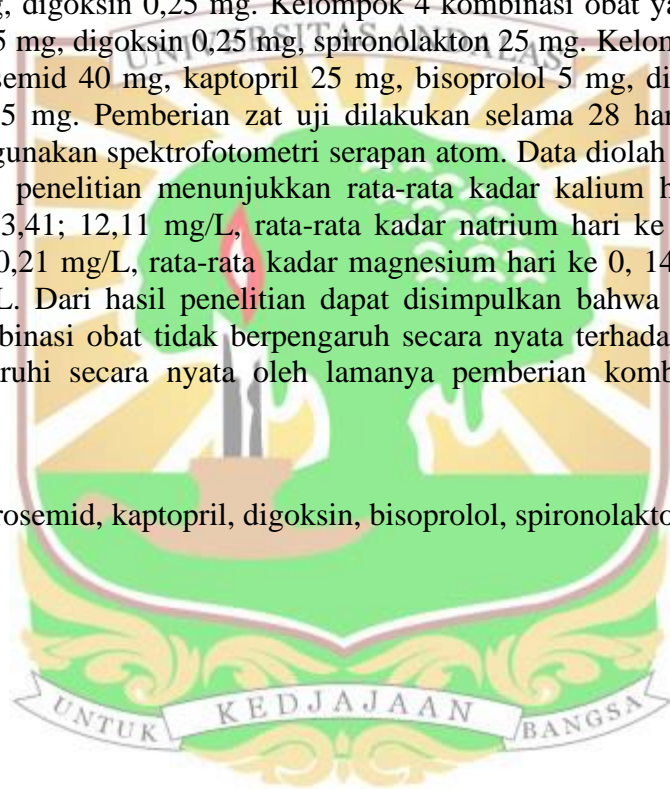 g, digoksin 0,25 mg. Kelompok 4 kombinasi obat ya
5 mg, digoksin 0,25 mg, spironolakton 25 mg. Kelon
semid 40 mg, kaptopril 25 mg, bisoprolol 5 mg, di
5 mg. Pemberian zat uji dilakukan selama 28 har
gunakan spektrofotometri serapan atom. Data diolah
penelitian menunjukkan rata-rata kadar kalium h
3,41; 12,11 mg/L, rata-rata kadar natrium hari ke
0,21 mg/L, rata-rata kadar magnesium hari ke 0, 14
L. Dari hasil penelitian dapat disimpulkan bahwa
binasi obat tidak berpengaruh secara nyata terhada
ruhi secara nyata oleh lamanya pemberian komb
rosemid, kaptopril, digoksin, bisoprolol, spironolakto
UNIVERSITAS ANDALAS
UNTUK KEDJAJAAN BANGSA